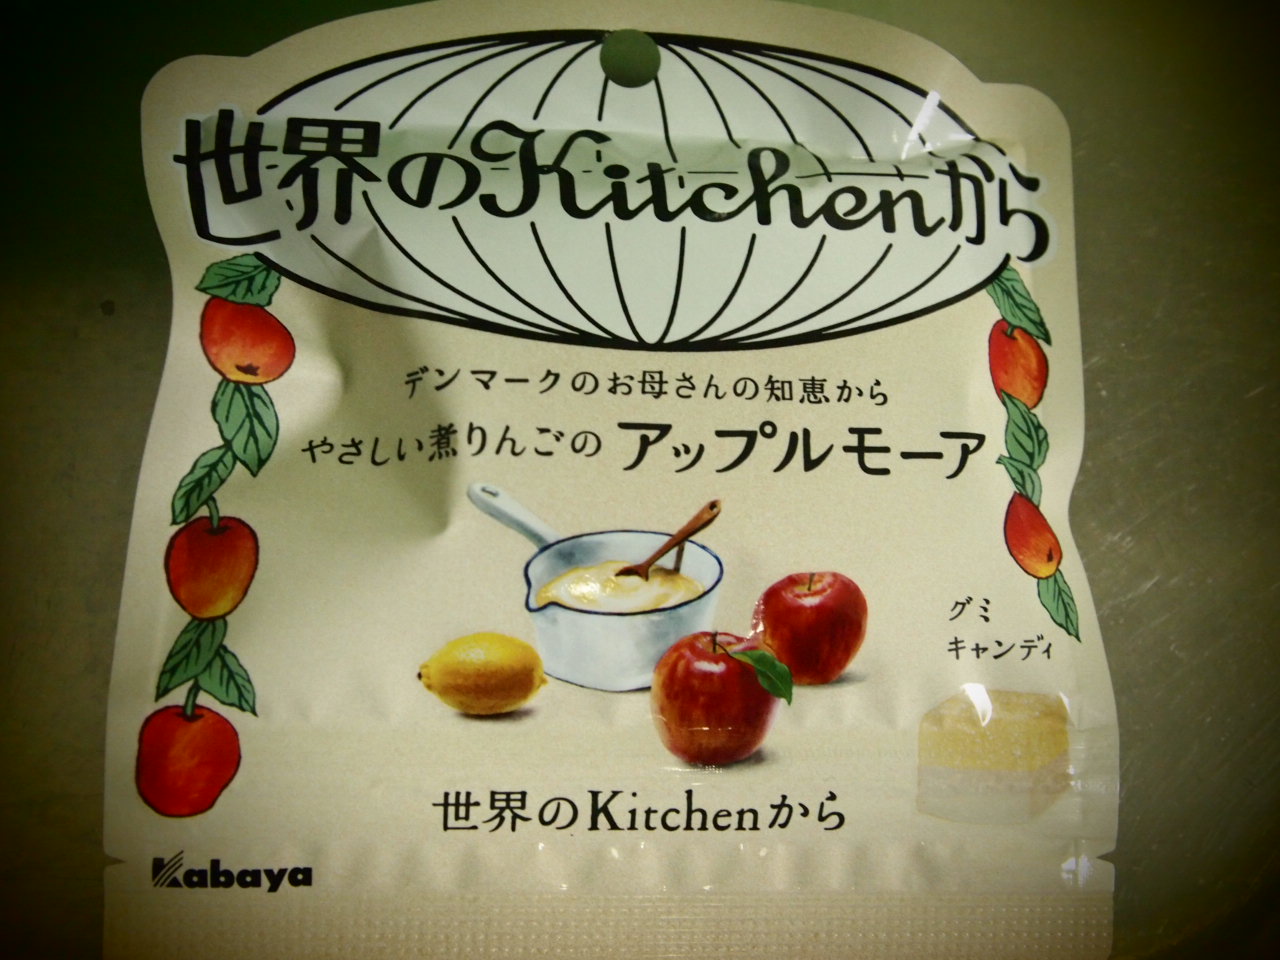 世界のKitchenから
デンマークのお母さんの知恵から
やさしい煮りんごの アップルモーア
グミ
キャンディ
世界のKitchenから
Kabaya